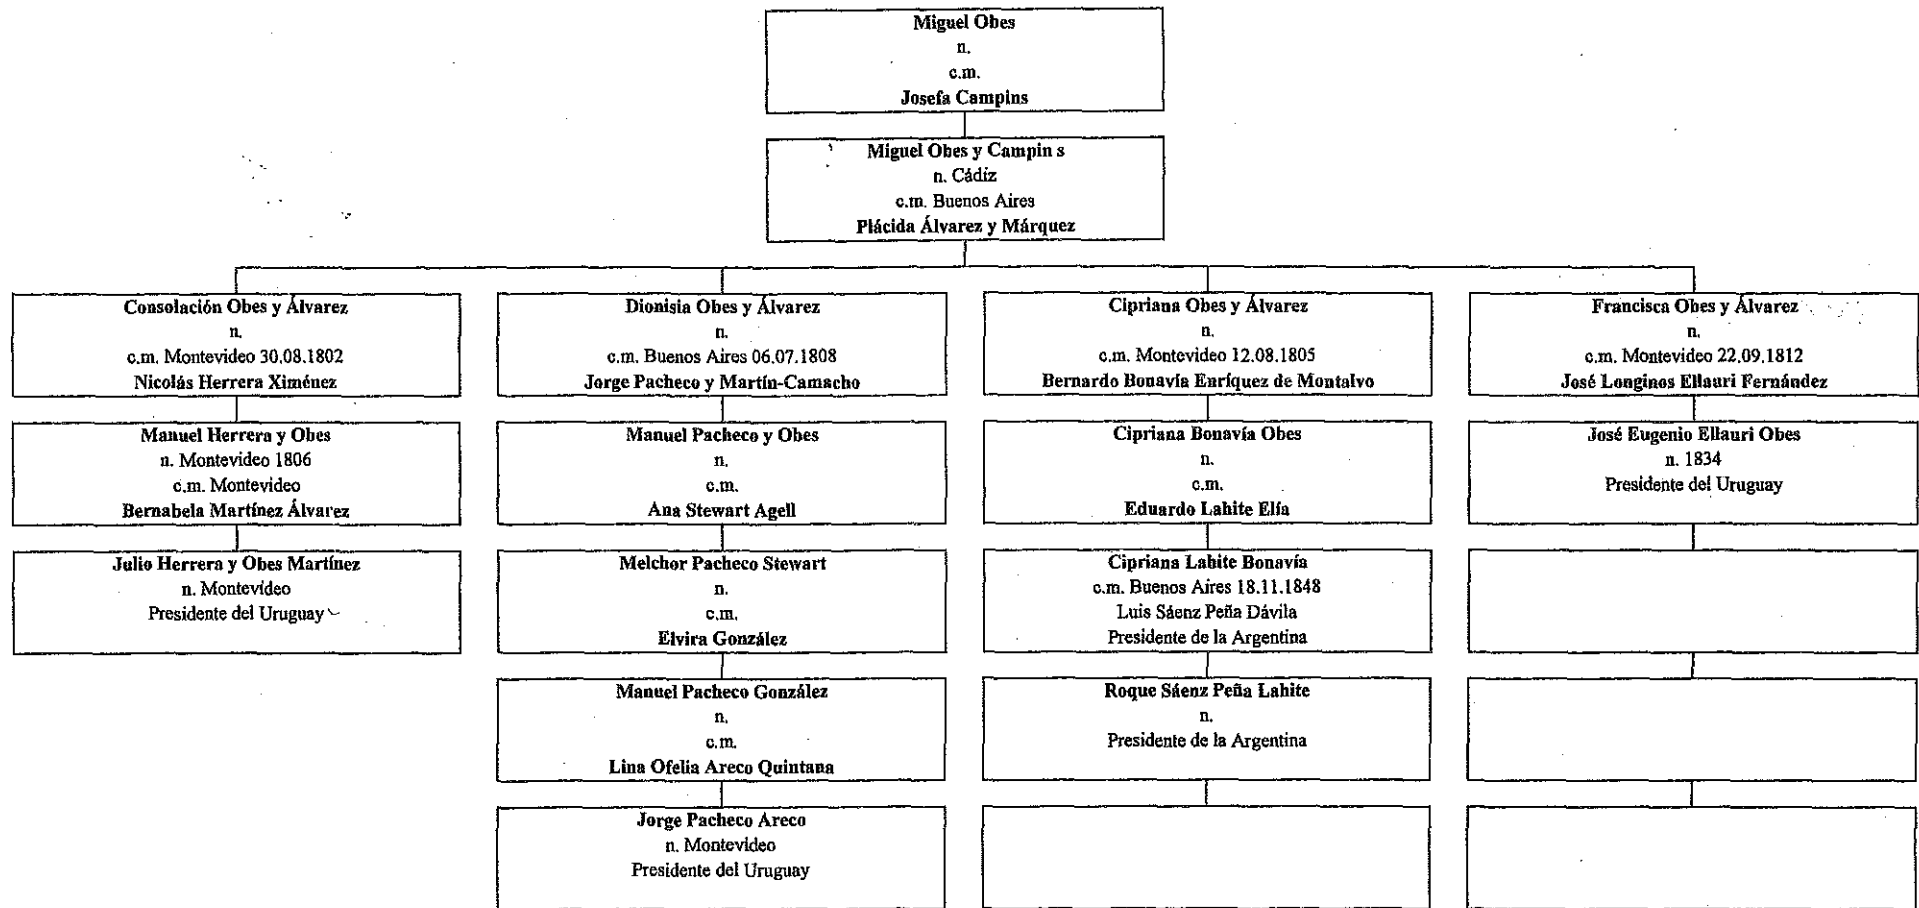 Miguel Obes
n.
c.m.
Josefa Campins
Miguel Obes y Campin s
n. Cádíz
c.m. Buenos Aires
Plácida Álvarez y Márquez
Consolación Obes y Álvarez
n.
c.m. Montevideo 30.08.1802
Nicolás Herrera Ximénez
Manuel Herrera y Obes
n. Montevideo 1806
c.m. Montevideo
Bernabela Martínez Álvarez
Julio Herrera y Obes Martínez
n. Montevideo
Presidente del Uruguay
Dionisia Obes y Álvarez
n.
c.m. Buenos Aires 06.07.1808
Jorge Pacheco y Martín-Camacho
Manuel Pacheco y Obes
n.
c.m.
Ana Stewart Agell
Melchor Pacheco Stewart
n.
c.m.
Elvira González
Manuel Pacheco González
n.
c.m.
Lina Ofelia Areco Quintana
Jorge Pacheco Areco
n. Montevideo
Presidente del Uruguay
Cipriana Obes y Álvarez
n.
c.m. Montevideo 12.08.1805
Bernardo Bonavía Enríquez de Montalvo
Cipriana Bonavía Obes
n.
c.m.
Eduardo Lahite Elía
Cipriana Lahite Bonavía
c.m. Buenos Aires 18.11.1848
Luis Sáenz Peña Dávila
Presidente de la Argentina
Roque Sáenz Peña Lahite
n.
Presidente de la Argentina
Francisca Obes y Álvarez
n.
c.m. Montevideo 22.09.1812
José Longinos Ellauri Fernández
José Eugenio Ellauri Obes
n. 1834
Presidente del Uruguay